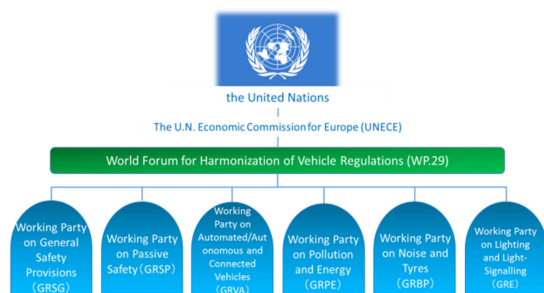 the United Nations
The U.N. Economic Commission for Europe (UNECE)
World Forum for Harmonization of Vehicle Regulations (WP.29)
Working Party
on General
Safety
Provisions
(GRSG)
Working Party
on Passive
Safety(GRSP)
Working
Party on
Automated/Aut
onomous and
Connected
Vehicles
(GRVA)
Working Party
on Pollution
and Energy
(GRPE)
Working Party
on Noise and
Tyres
(GRBP)
Working Party
on Lighting
and Light-
Signalling
(GRE)